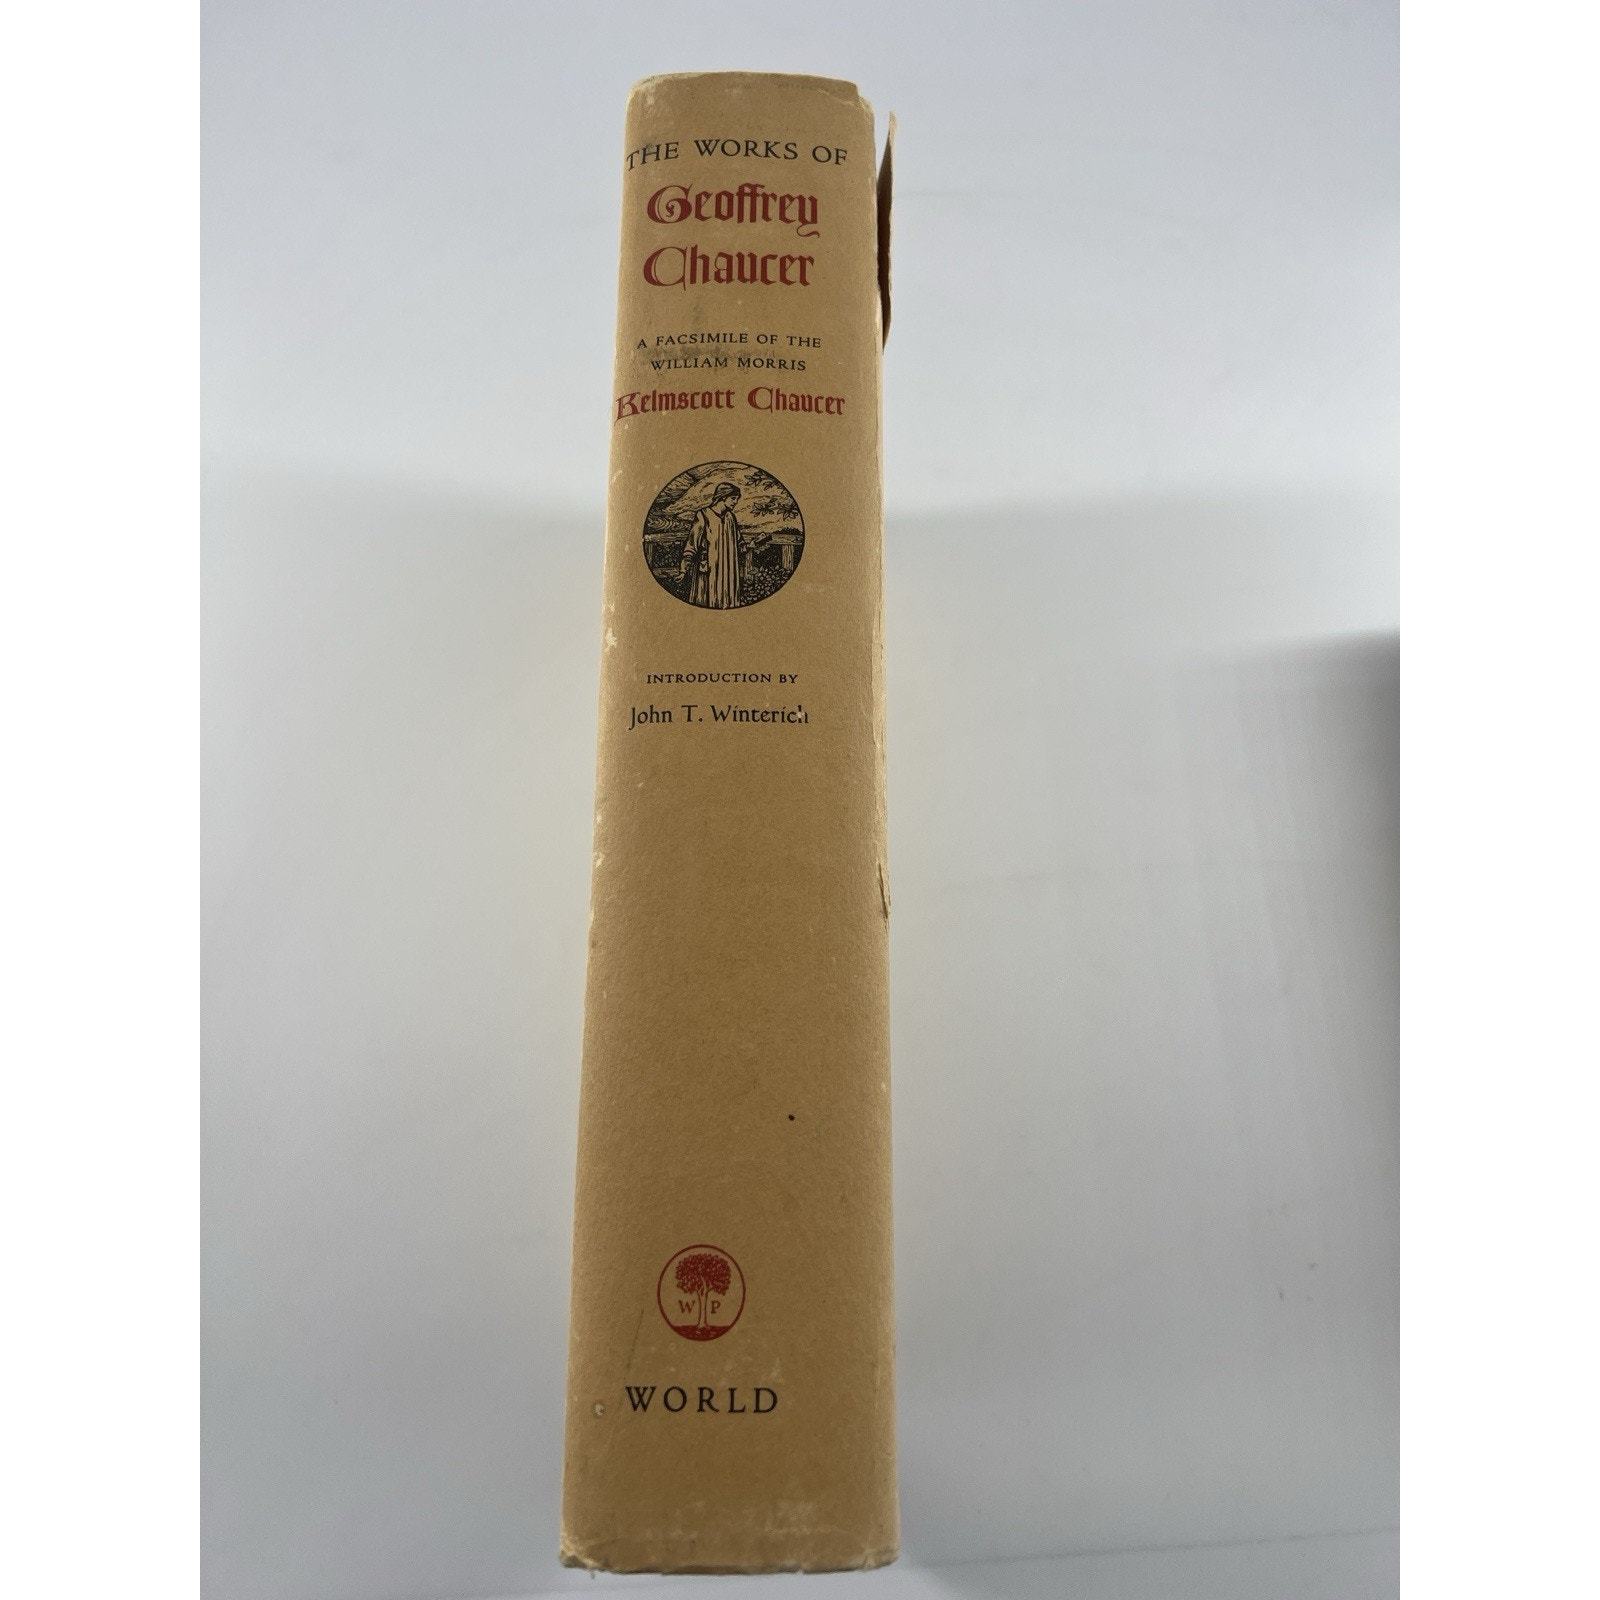 THE WORKS OF
Geoffrey
Chaucer
A FACSIMILE OF THE
WILLIAM MORRIS
Kelmscott Chaucer
INTRODUCTION BY
John T. Winterich
W P
WORLD